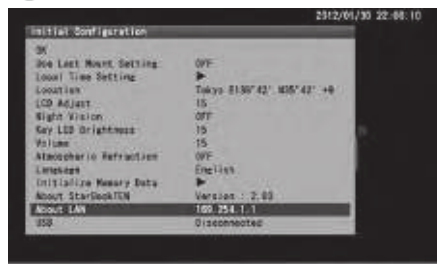 2012/01/30 22:08:10
Initial Configuration
OK
Use Last Mount Setting OFF
Local Time Setting ▶
Location Tokyo E139°42' N35°42' +9
LCD Adjust 15
Night Vision OFF
Key LED Brightness 15
Volume 15
Atmospheric Refraction OFF
Language English
Initialize Memory Data ▶
About StarBookTEN Version : 2.03
About LAN 169.254.1.1
USB Disconnected